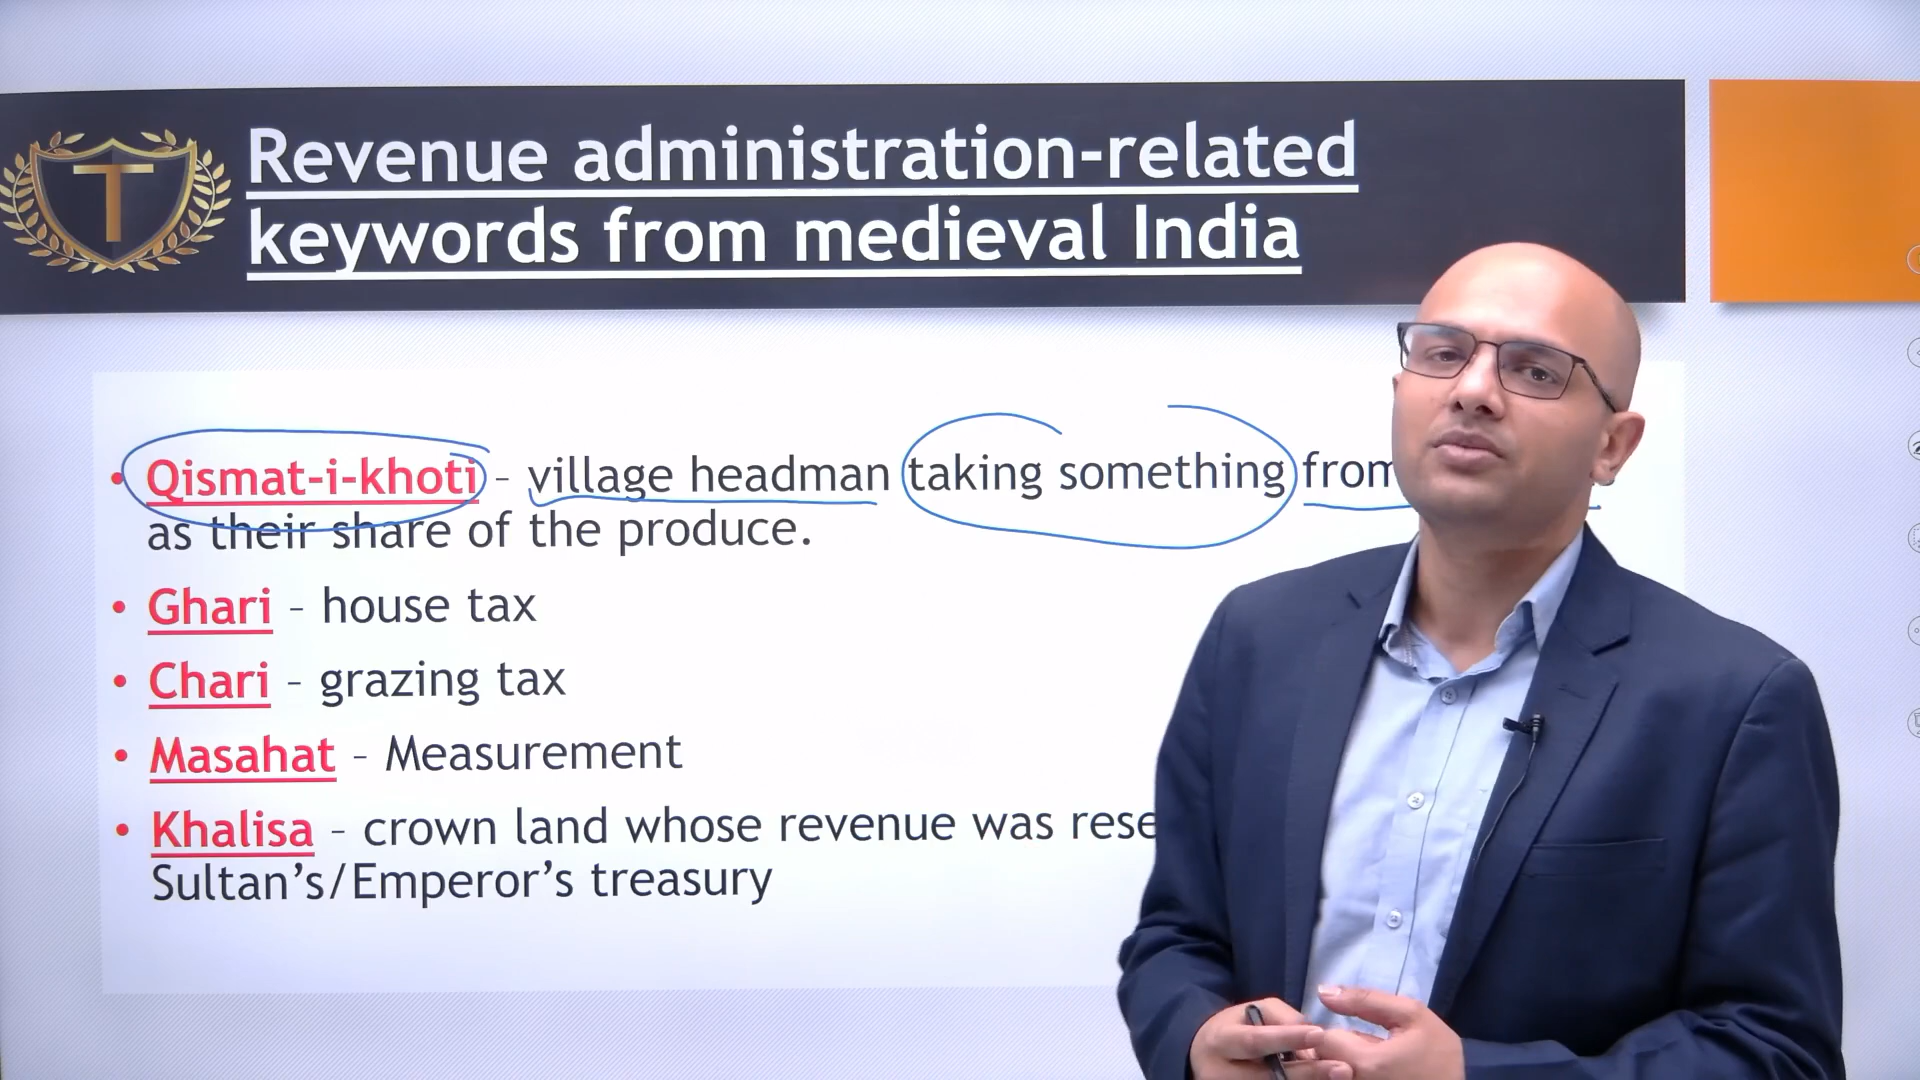 T
Revenue administration-related
keywords from medieval India
• Qismat-i-khoti – village headman taking something from
as their share of the produce.
• Ghari – house tax
• Chari – grazing tax
• Masahat – Measurement
• Khalisa – crown land whose revenue was
Sultan's/Emperor's treasury